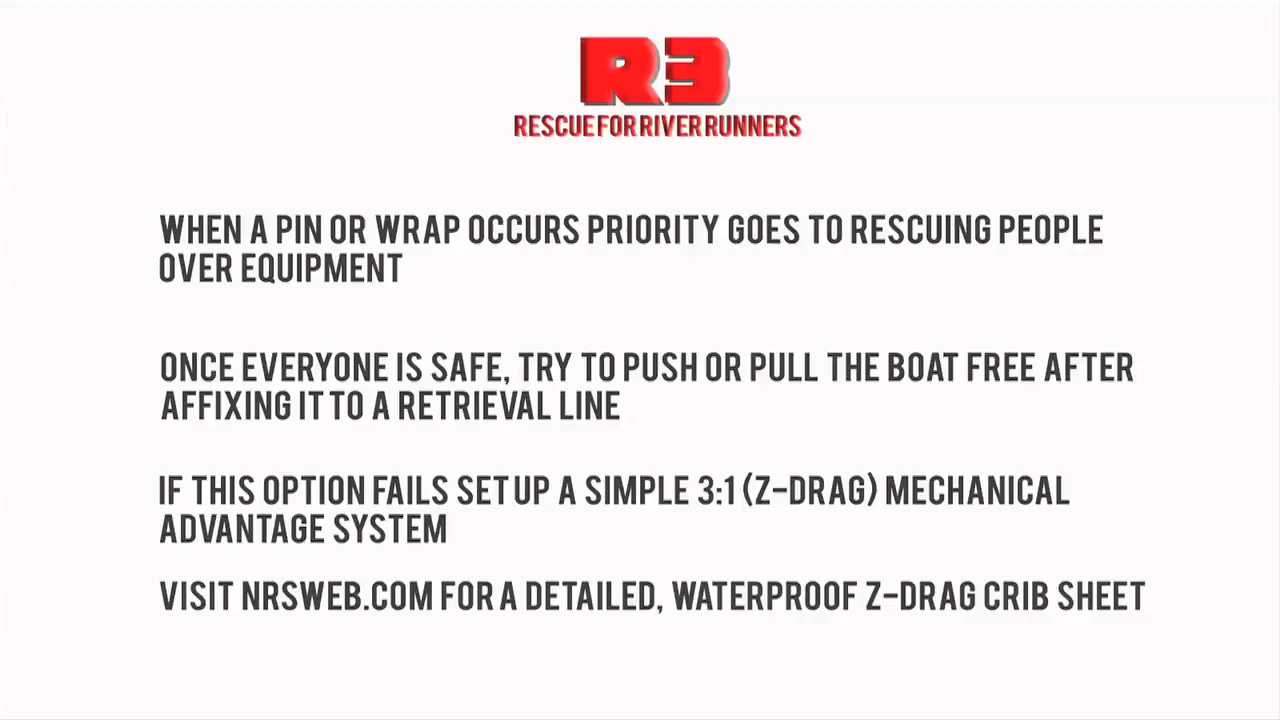 R3
RESCUE FOR RIVER RUNNERS
WHEN A PIN OR WRAP OCCURS PRIORITY GOES TO RESCUING PEOPLE
OVER EQUIPMENT
ONCE EVERYONE IS SAFE, TRY TO PUSH OR PULL THE BOAT FREE AFTER
AFFIXING IT TO A RETRIEVAL LINE
IF THIS OPTION FAILS SET UP A SIMPLE 3:1 (Z-DRAG) MECHANICAL
ADVANTAGE SYSTEM
VISIT NRSWEB.COM FOR A DETAILED, WATERPROOF Z-DRAG CRIB SHEET